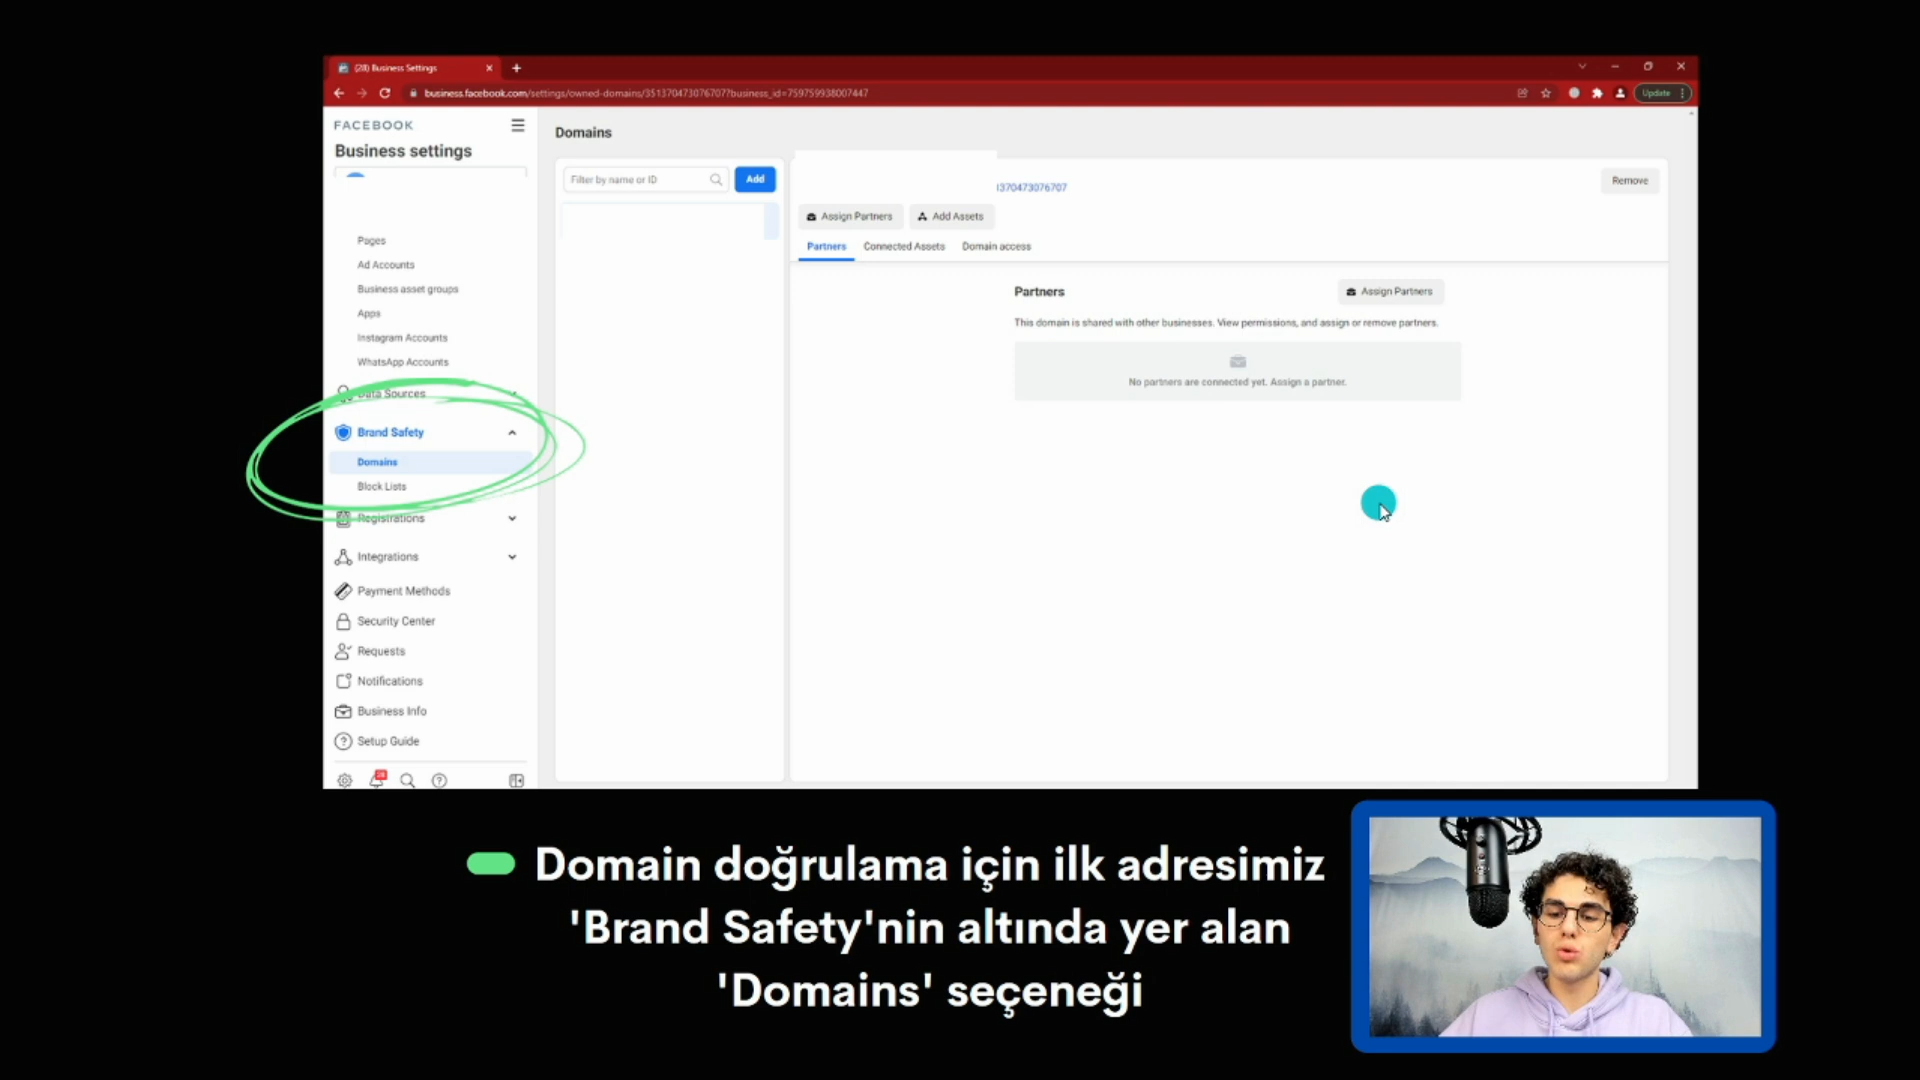 (28) Business Settings
business.facebook.com/settings/owned-domains/351370473076707?business_id=759759938007447
Update
FACEBOOK
Business settings
Pages
Ad Accounts
Business asset groups
Apps
Instagram Accounts
WhatsApp Accounts
Data Sources
Brand Safety
Domains
Block Lists
Registrations
Integrations
Payment Methods
Security Center
Requests
Notifications
Business Info
Setup Guide
28
Domains
Filter by name or ID
Add
1370473076707
Remove
Assign Partners
Add Assets
Partners
Connected Assets
Domain access
Partners
Assign Partners
This domain is shared with other businesses. View permissions, and assign or remove partners.
No partners are connected yet. Assign a partner.
Domain doğrulama için ilk adresimiz
'Brand Safety'nin altında yer alan
'Domains' seçeneği